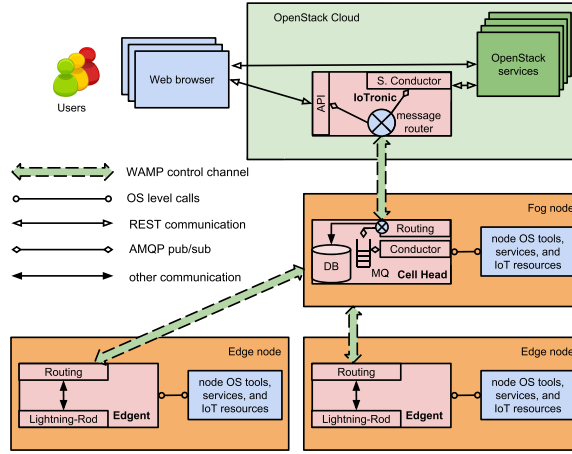 OpenStack Cloud
Users
Web browser
OpenStack
services
S. Conductor
API
IoTronic
message
router
WAMP control channel
OS level calls
REST communication
AMQP pub/sub
other communication
Fog node
Routing
Conductor
DB
MQ
Cell Head
node OS tools,
services, and
IoT resources
Edge node
Routing
Lightning-Rod
Edgent
node OS tools,
services, and
IoT resources
Edge node
Routing
Lightning-Rod
Edgent
node OS tools,
services, and
IoT resources